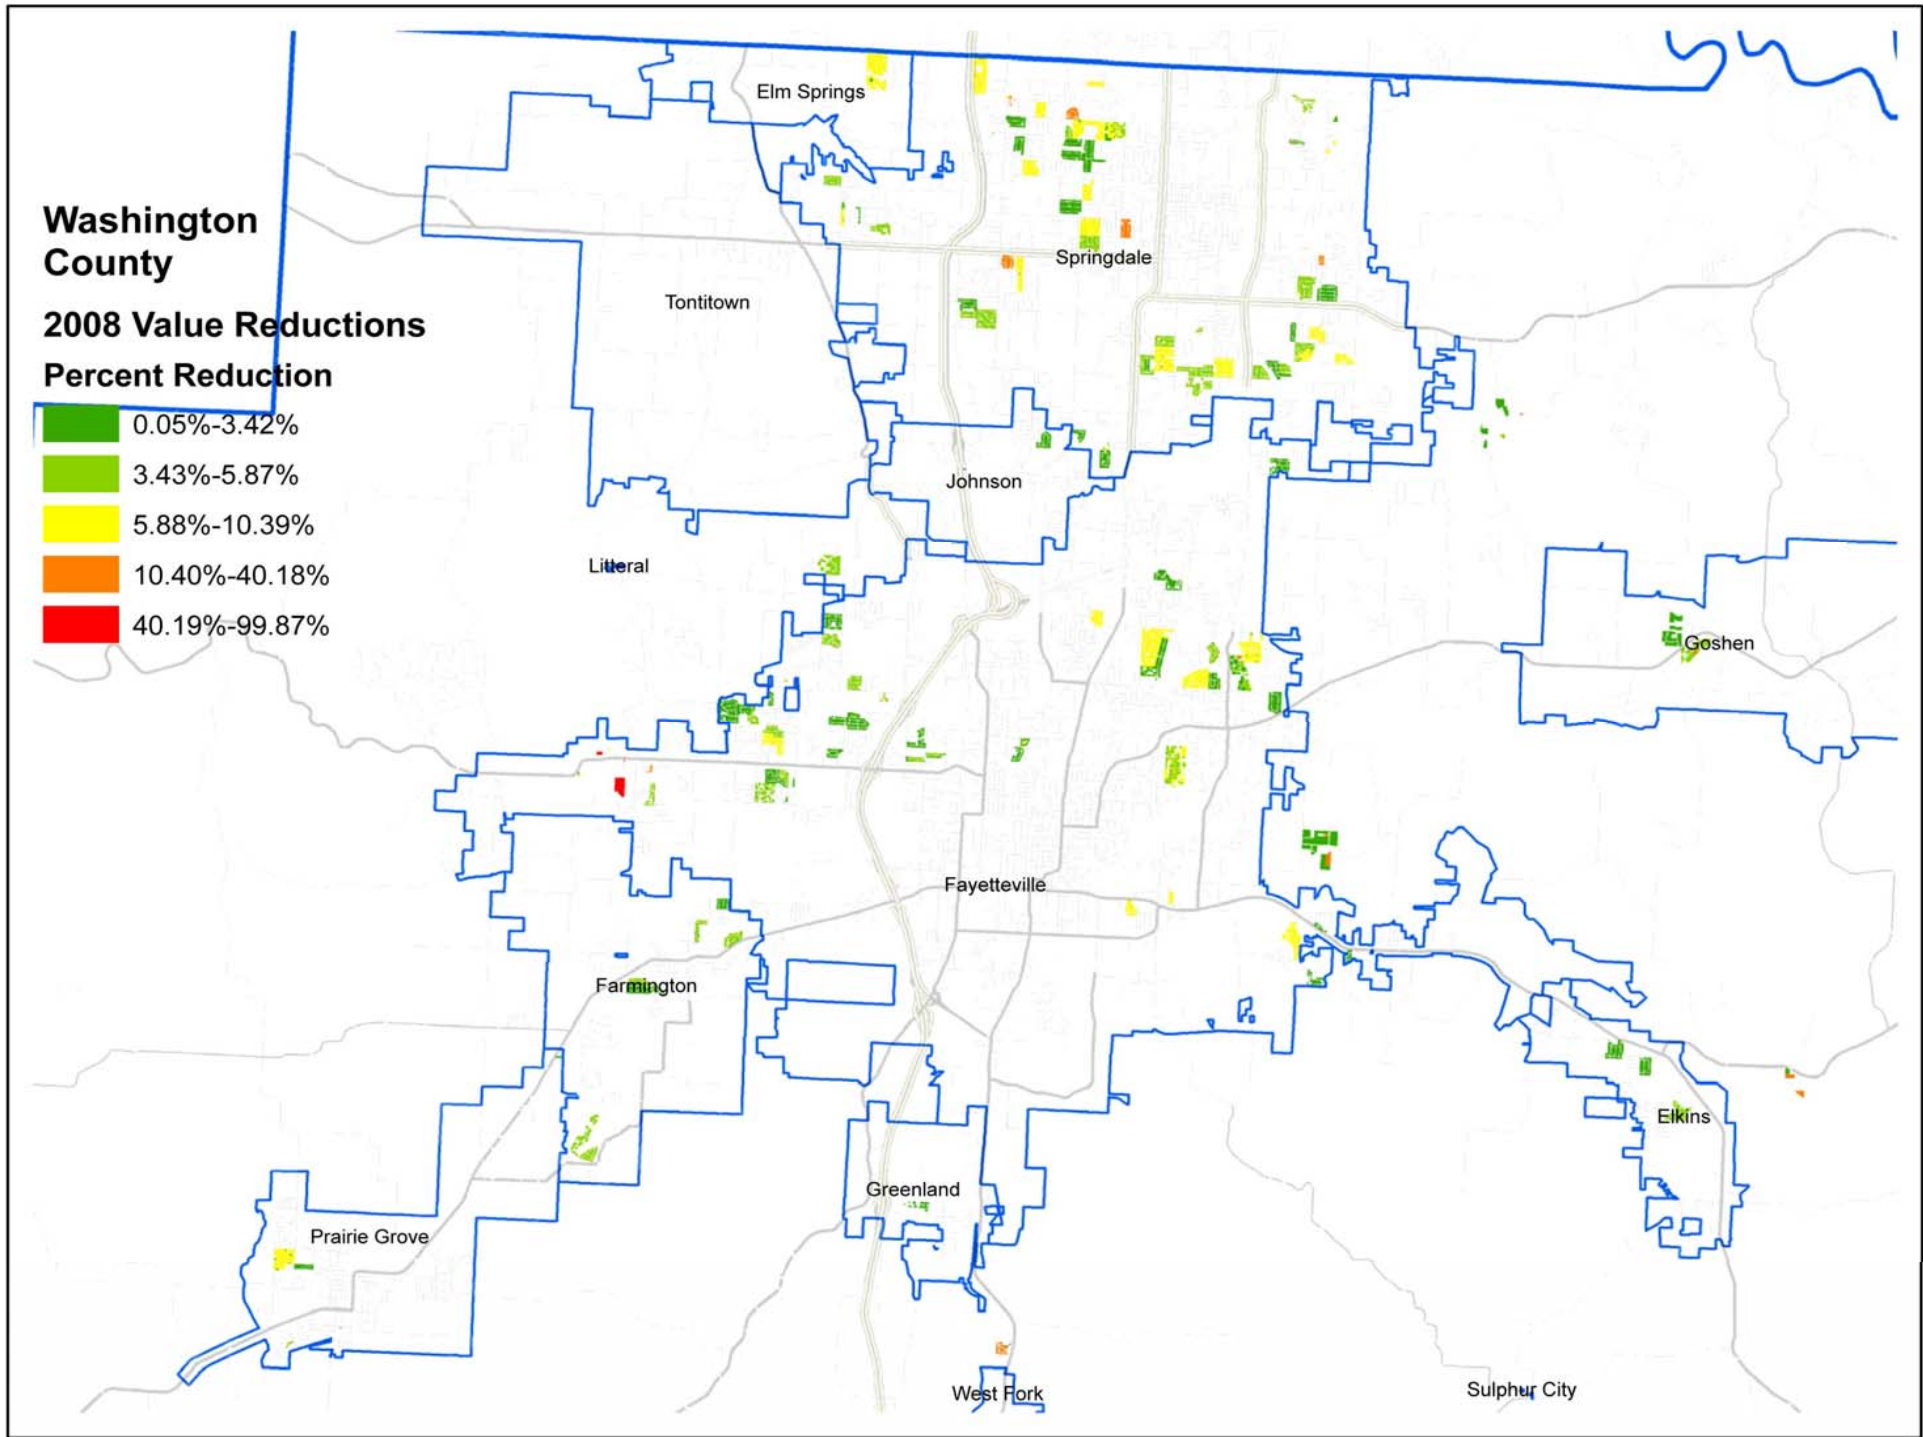 Elm Springs
Washington
County
Springdale
Tontitown
2008 Value Reductions
Percent Reduction
0.05%-3.42%
3.43%-5.87%
Johnson
5.88%-10.39%
Litteral
10.40%-40.18%
40.19%-99.87%
Goshen
Fayetteville
Farmington
Elkins
Greenland
Prairie Grove
West Fork
Sulphur City